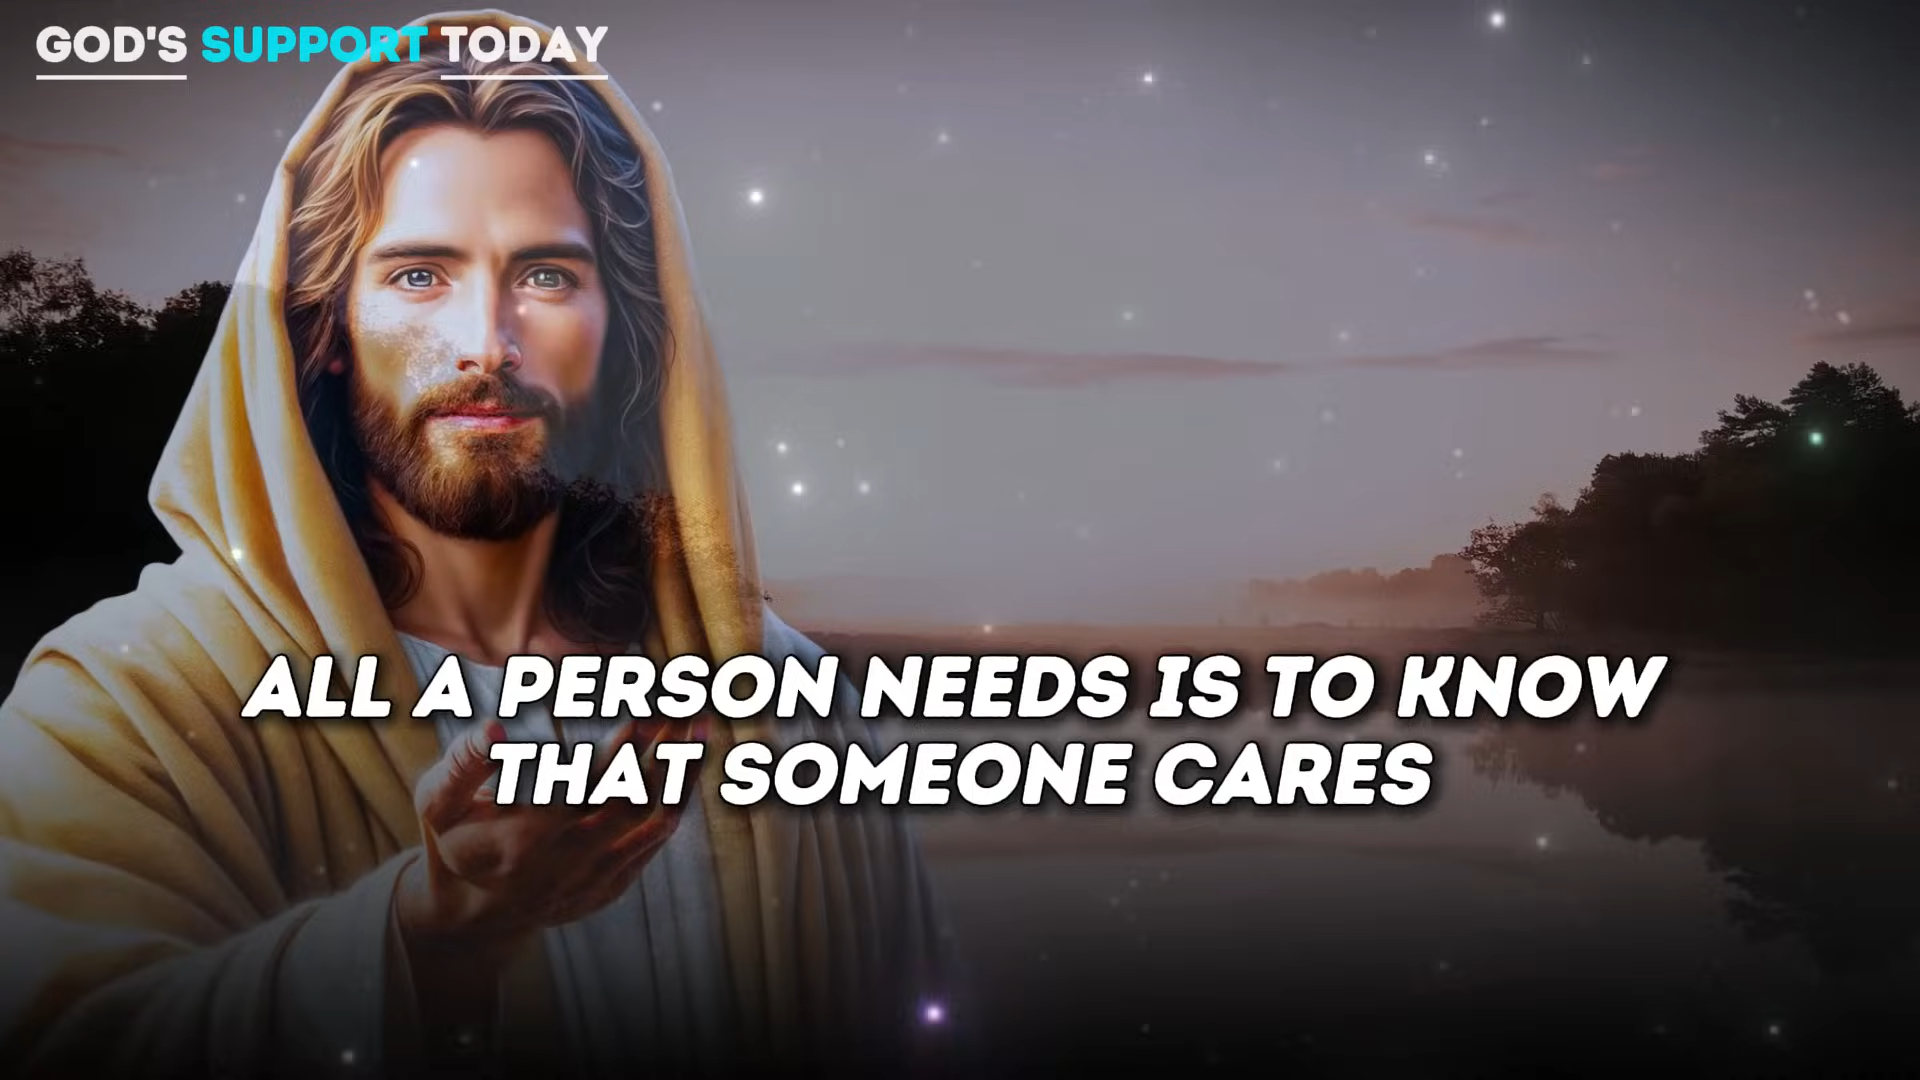 GOD'S SUPPORT TODAY
ALL A PERSON NEEDS IS TO KNOW
THAT SOMEONE CARES